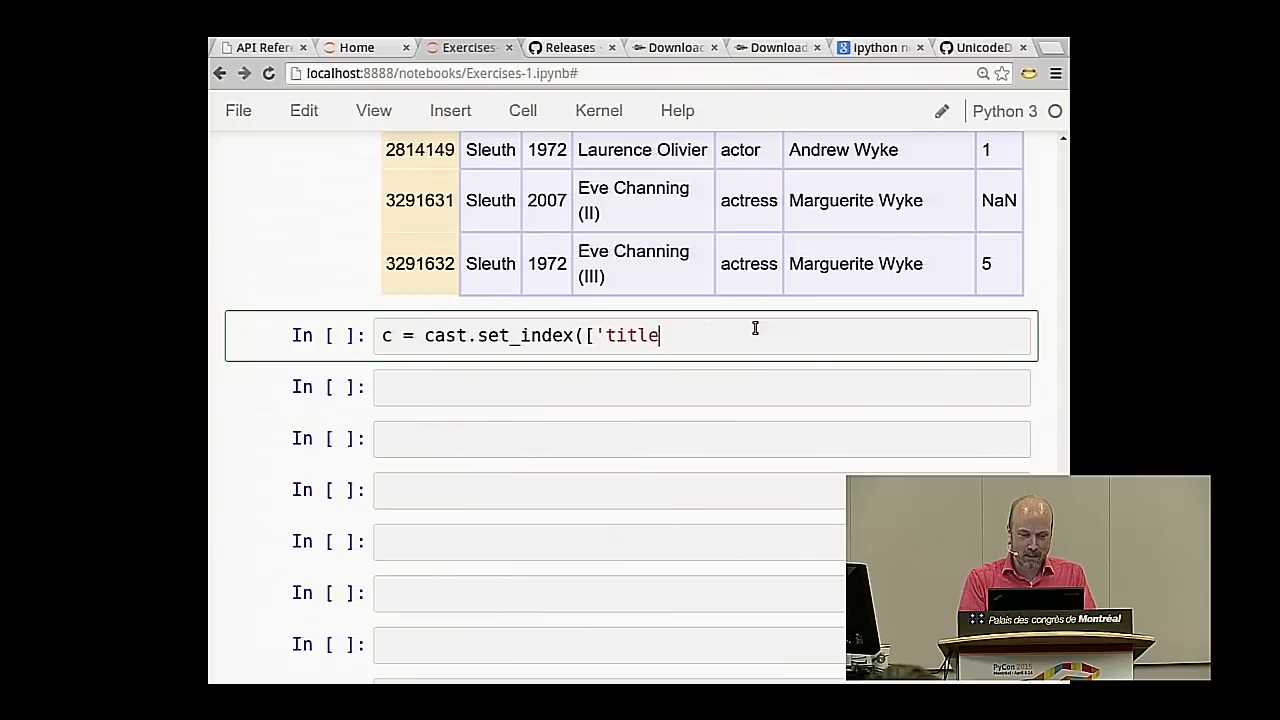 API Refere
Home
Exercises-
Releases ·
Downloac
Download
ipython n
UnicodeD
localhost:8888/notebooks/Exercises-1.ipynb#
File Edit View Insert Cell Kernel Help Python 3
2814149 Sleuth 1972 Laurence Olivier actor Andrew Wyke 1
3291631 Sleuth 2007 Eve Channing (II) actress Marguerite Wyke NaN
3291632 Sleuth 1972 Eve Channing (III) actress Marguerite Wyke 5
In [ ]: c = cast.set_index(['title
In [ ]:
In [ ]:
In [ ]:
In [ ]:
In [ ]:
In [ ]:
Palais des congrès de Montréal
PyCon 2015